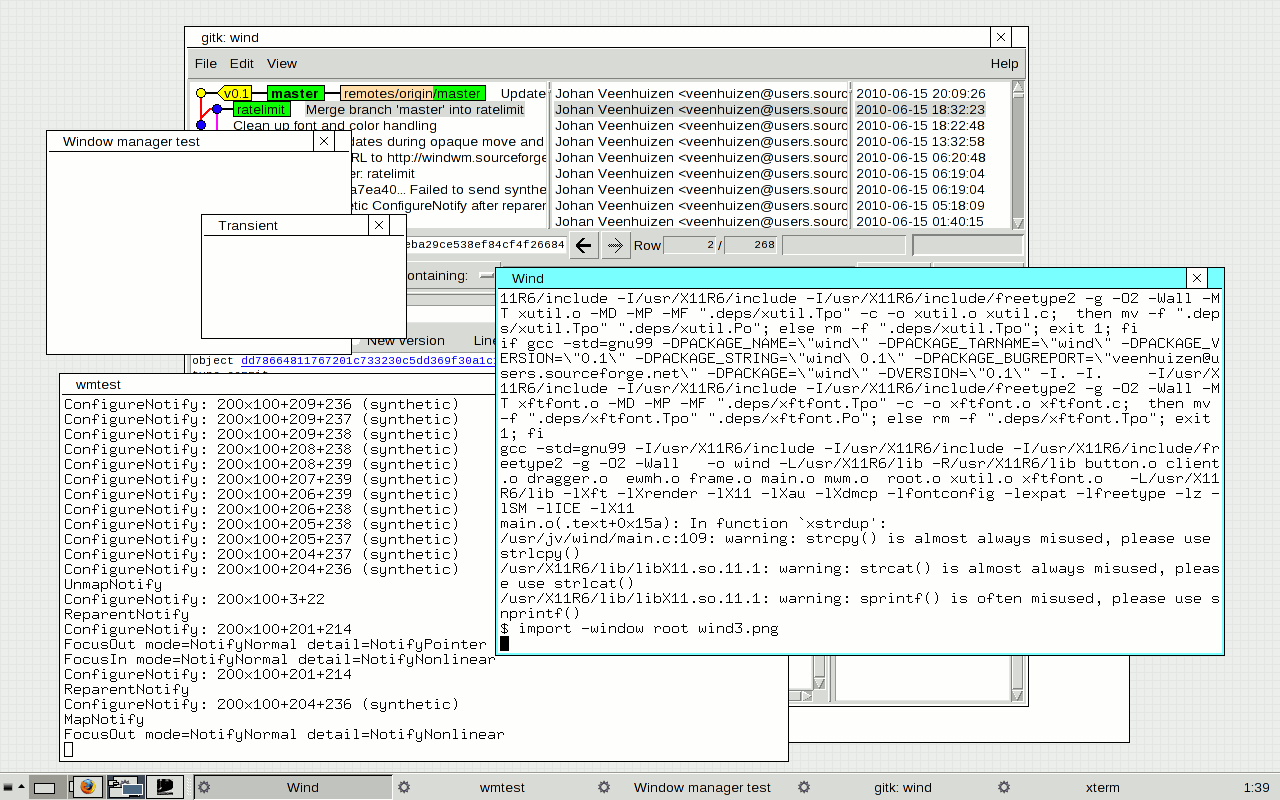 gitk: wind
File Edit View Help
v0.1 master remotes/origin/master Update Johan Veenhuizen <veenhuizen@users.sourc 2010-06-15 20:09:26
ratelimit Merge branch 'master' into ratelimit Johan Veenhuizen <veenhuizen@users.sourc 2010-06-15 18:32:23
Clean up font and color handling Johan Veenhuizen <veenhuizen@users.sourc 2010-06-15 18:22:48
dates during opaque move and Johan Veenhuizen <veenhuizen@users.sourc 2010-06-15 13:32:58
RL to http://windwm.sourceforge Johan Veenhuizen <veenhuizen@users.sourc 2010-06-15 06:20:48
er: ratelimit Johan Veenhuizen <veenhuizen@users.sourc 2010-06-15 06:19:04
a7ea40... Failed to send synthe Johan Veenhuizen <veenhuizen@users.sourc 2010-06-15 06:19:04
etic ConfigureNotify after reparer Johan Veenhuizen <veenhuizen@users.sourc 2010-06-15 05:18:09
Johan Veenhuizen <veenhuizen@users.sourc 2010-06-15 01:40:15
eba29ce538ef84cf4f26684 Row 2 / 268
ontaining:
New version Line
object dd78664811767201c733230c5dd369f30a1c
Window manager test
Transient
wmtest
ConfigureNotify: 200x100+209+236 (synthetic)
ConfigureNotify: 200x100+209+237 (synthetic)
ConfigureNotify: 200x100+209+238 (synthetic)
ConfigureNotify: 200x100+208+238 (synthetic)
ConfigureNotify: 200x100+208+239 (synthetic)
ConfigureNotify: 200x100+207+239 (synthetic)
ConfigureNotify: 200x100+206+239 (synthetic)
ConfigureNotify: 200x100+206+238 (synthetic)
ConfigureNotify: 200x100+205+238 (synthetic)
ConfigureNotify: 200x100+205+237 (synthetic)
ConfigureNotify: 200x100+204+237 (synthetic)
ConfigureNotify: 200x100+204+236 (synthetic)
UnmapNotify
ConfigureNotify: 200x100+3+22
ReparentNotify
ConfigureNotify: 200x100+201+214
FocusOut mode=NotifyNormal detail=NotifyPointer
FocusIn mode=NotifyNormal detail=NotifyNonlinear
ConfigureNotify: 200x100+201+214
ReparentNotify
ConfigureNotify: 200x100+204+236 (synthetic)
MapNotify
FocusOut mode=NotifyNormal detail=NotifyNonlinear
Wind
11R6/include -I/usr/X11R6/include -I/usr/X11R6/include/freetype2 -g -O2 -Wall -M
T xutil.o -MD -MP -MF ".deps/xutil.Tpo" -c -o xutil.o xutil.c;  then mv -f ".dep
s/xutil.Tpo" ".deps/xutil.Po"; else rm -f ".deps/xutil.Tpo"; exit 1; fi
if gcc -std=gnu99 -DPACKAGE_NAME=\"wind\" -DPACKAGE_TARNAME=\"wind\" -DPACKAGE_V
ERSION=\"0.1\" -DPACKAGE_STRING=\"wind\ 0.1\" -DPACKAGE_BUGREPORT=\"veenhuizen@u
sers.sourceforge.net\" -DPACKAGE=\"wind\" -DVERSION=\"0.1\" -I. -I.     -I/usr/X
11R6/include -I/usr/X11R6/include -I/usr/X11R6/include/freetype2 -g -O2 -Wall -M
T xftfont.o -MD -MP -MF ".deps/xftfont.Tpo" -c -o xftfont.o xftfont.c;  then mv
-f ".deps/xftfont.Tpo" ".deps/xftfont.Po"; else rm -f ".deps/xftfont.Tpo"; exit
1; fi
gcc -std=gnu99 -I/usr/X11R6/include -I/usr/X11R6/include -I/usr/X11R6/include/fr
eetype2 -g -O2 -Wall   -o wind -L/usr/X11R6/lib -R/usr/X11R6/lib button.o client
.o dragger.o  ewmh.o frame.o main.o mwm.o  root.o xutil.o xftfont.o   -L/usr/X11
R6/lib -lXft -lXrender -lX11 -lXau -lXdmcp -lfontconfig -lexpat -lfreetype -lz -
lSM -lICE -lX11
main.o(.text+0x15a): In function `xstrdup':
/usr/jv/wind/main.c:109: warning: strcpy() is almost always misused, please use
strlcpy()
/usr/X11R6/lib/libX11.so.11.1: warning: strcat() is almost always misused, pleas
e use strlcat()
/usr/X11R6/lib/libX11.so.11.1: warning: sprintf() is often misused, please use s
nprintf()
$ import -window root wind3.png
Wind wmtest Window manager test gitk: wind xterm 1:39